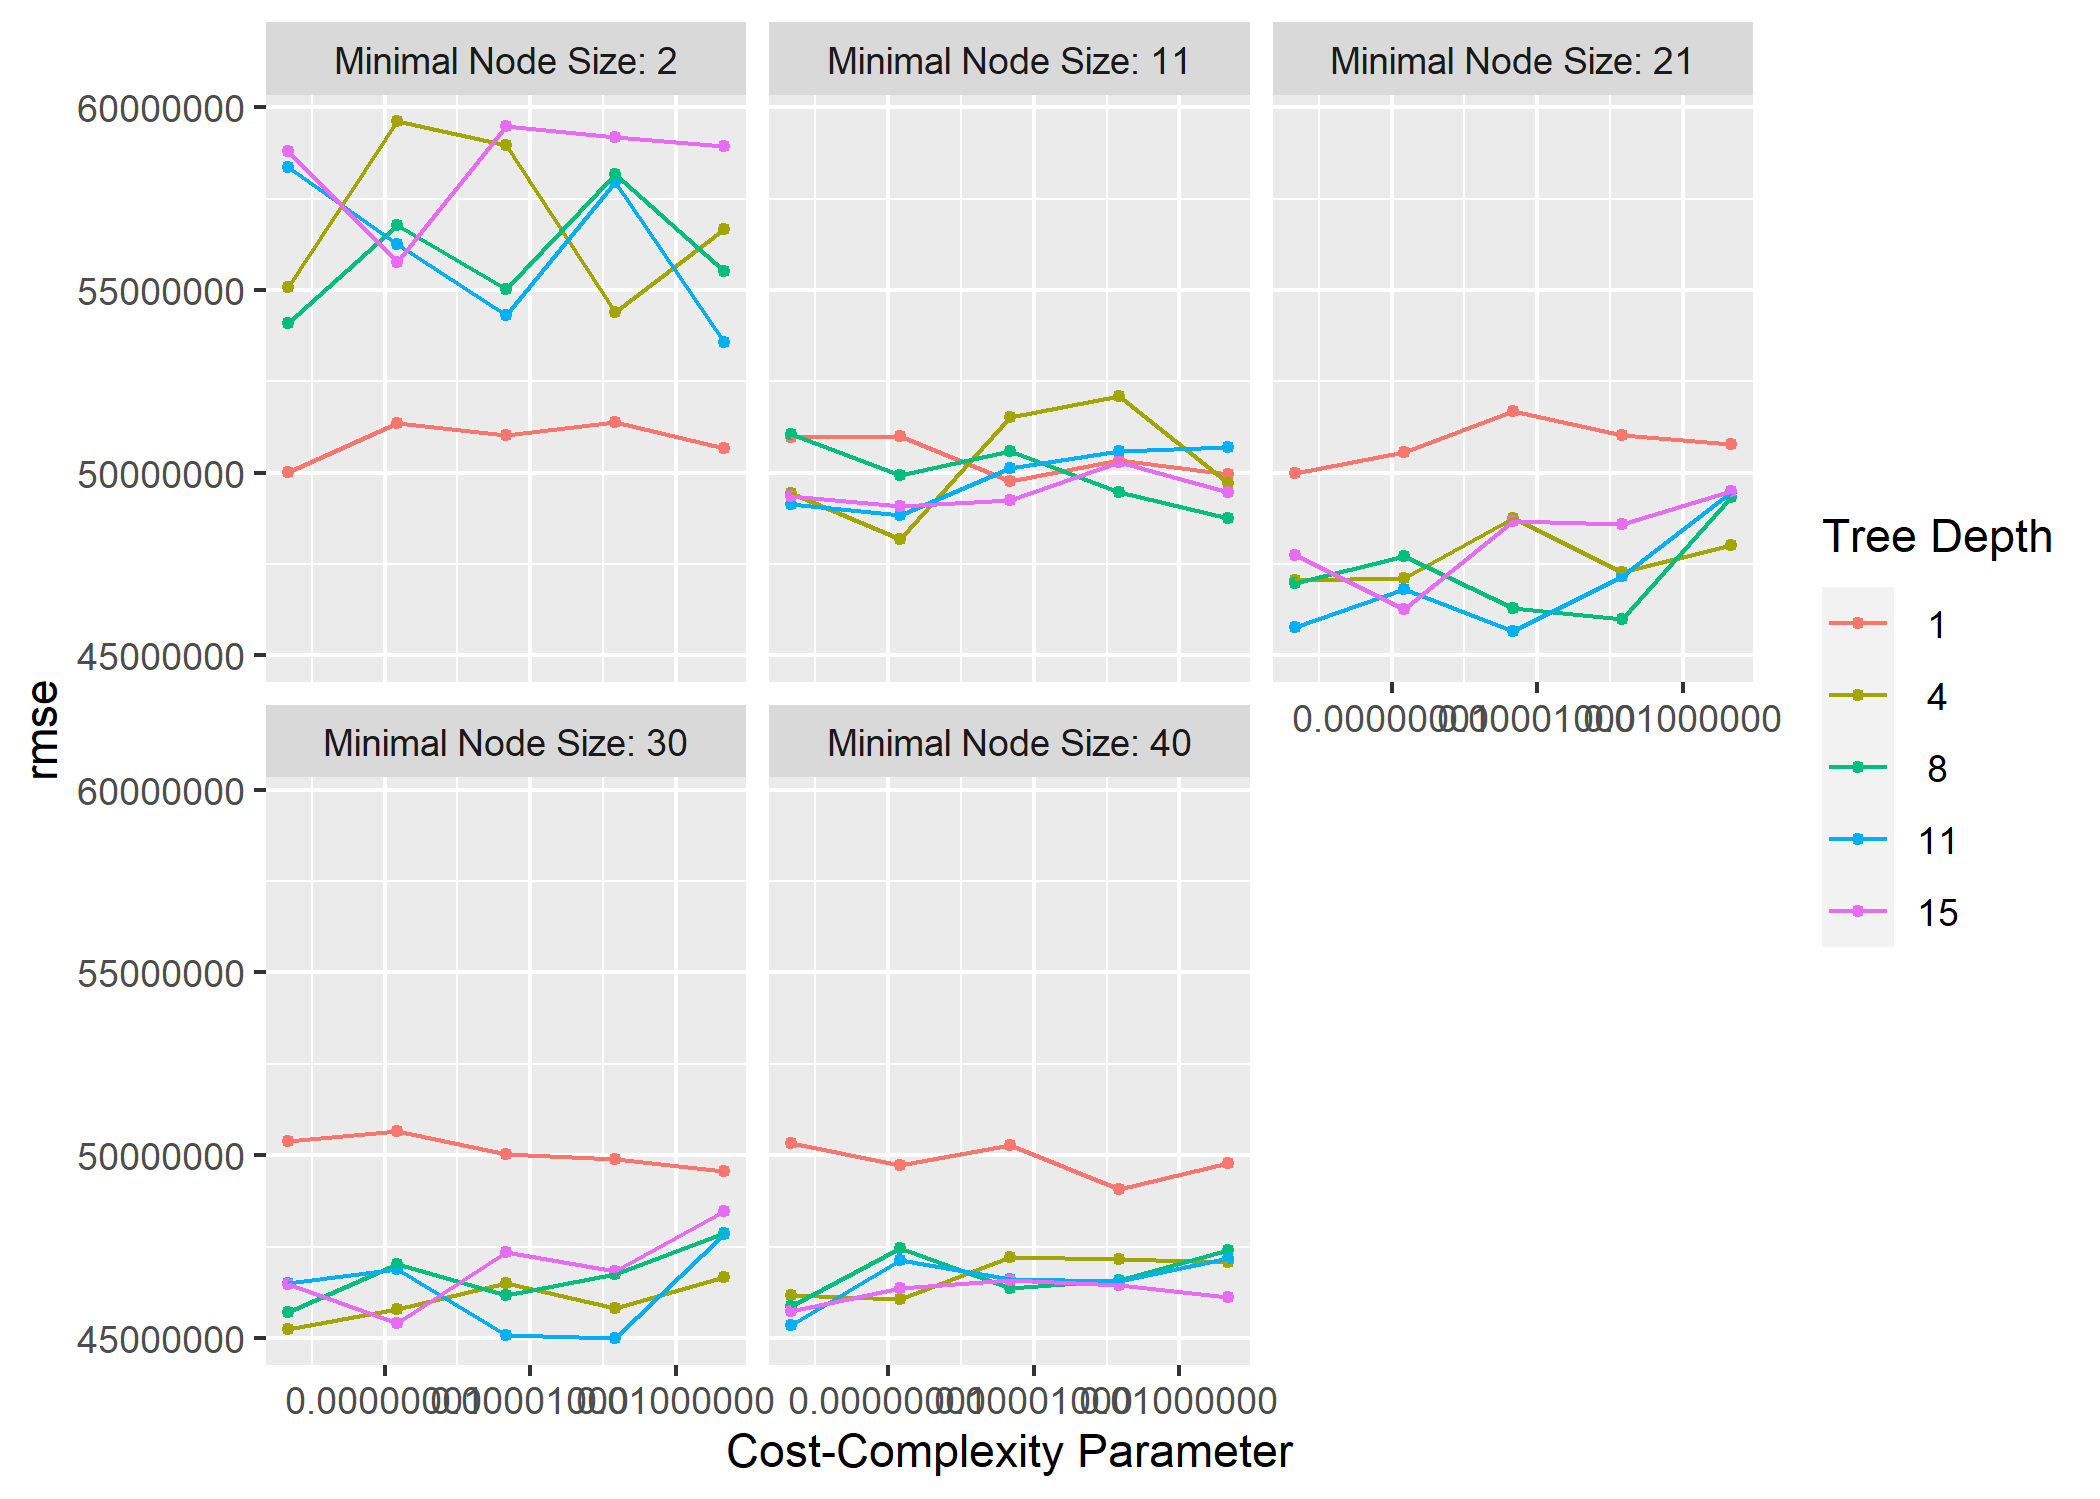 Minimal Node Size: 2
Minimal Node Size: 11
Minimal Node Size: 21
60000000
55000000
50000000
45000000
Minimal Node Size: 30
Minimal Node Size: 40
60000000
55000000
50000000
45000000
rmse
Cost-Complexity Parameter
Tree Depth
1
4
8
11
15